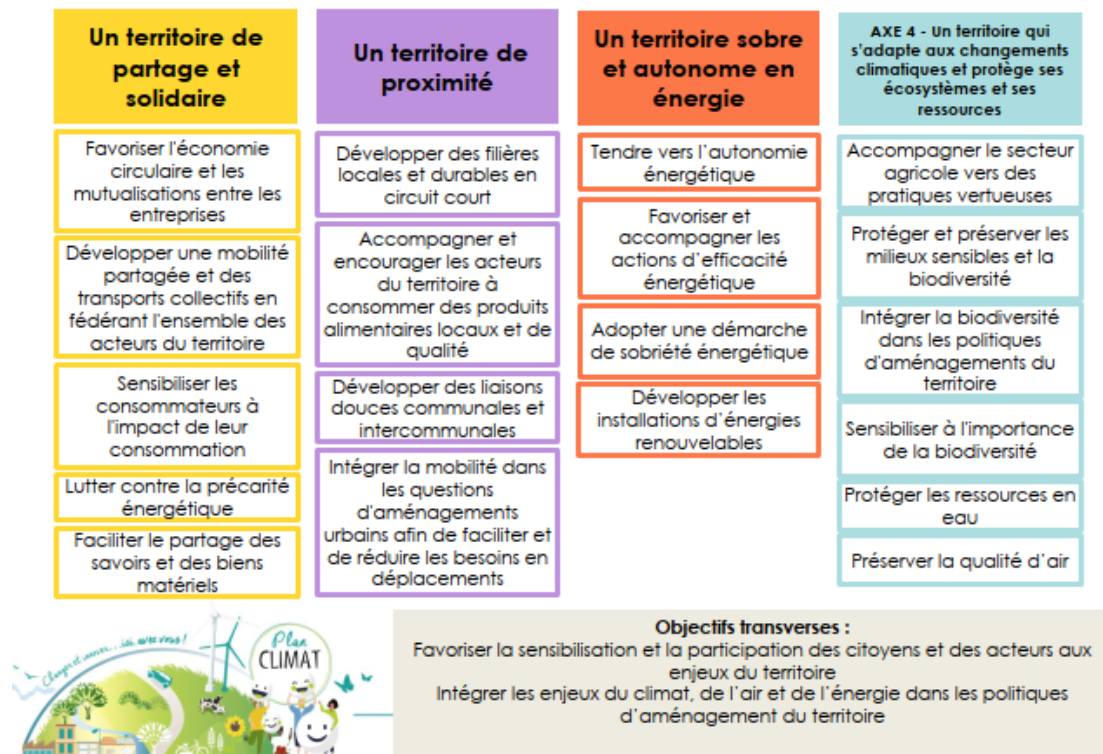 Un territoire de
partage et
solidaire
Favoriser l'économie
circulaire et les
mutualisations entre les
entreprises
Développer une mobilité
partagée et des
transports collectifs en
fédérant l'ensemble des
acteurs du territoire
Sensibiliser les
consommateurs à
l'impact de leur
consommation
Lutter contre la précarité
énergétique
Faciliter le partage des
savoirs et des biens
matériels
Un territoire de
proximité
Développer des filières
locales et durables en
circuit court
Accompagner et
encourager les acteurs
du territoire à
consommer des produits
alimentaires locaux et de
qualité
Développer des liaisons
douces communales et
intercommunales
Intégrer la mobilité dans
les questions
d'aménagements
urbains afin de faciliter et
de réduire les besoins en
déplacements
Un territoire sobre
et autonome en
énergie
Tendre vers l'autonomie
énergétique
Favoriser et
accompagner les
actions d'efficacité
énergétique
Adopter une démarche
de sobriété énergétique
Développer les
installations d'énergies
renouvelables
AXE 4 - Un territoire qui
s'adapte aux changements
climatiques et protège ses
écosystèmes et ses
ressources
Accompagner le secteur
agricole vers des
pratiques vertueuses
Protéger et préserver les
milieux sensibles et la
biodiversité
Intégrer la biodiversité
dans les politiques
d'aménagements du
territoire
Sensibiliser à l'importance
de la biodiversité
Protéger les ressources en
eau
Préserver la qualité d'air
Plan
CLIMAT
Objectifs transverses :
Favoriser la sensibilisation et la participation des citoyens et des acteurs aux
enjeux du territoire
Intégrer les enjeux du climat, de l'air et de l'énergie dans les politiques
d'aménagement du territoire